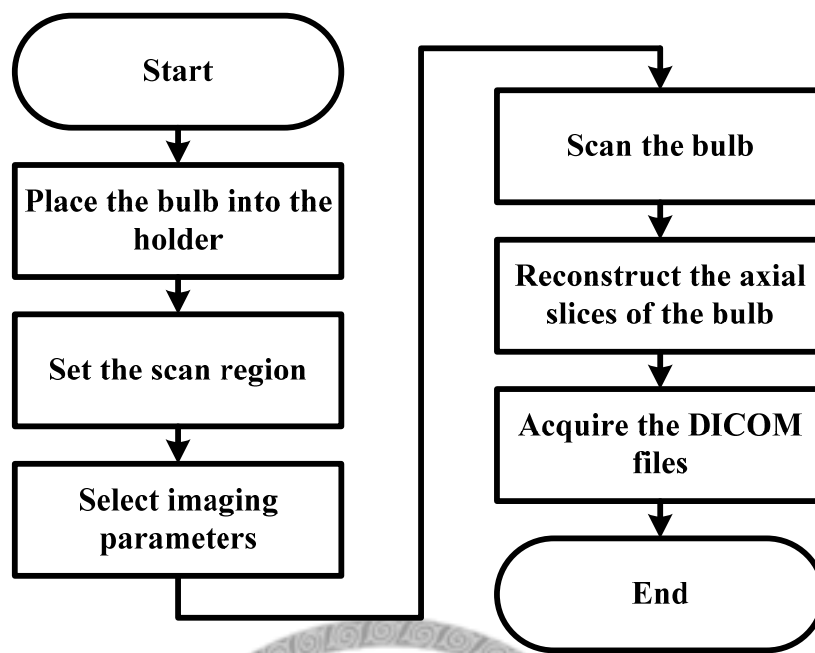 Start
Place the bulb into the
holder
Set the scan region
Select imaging
parameters
Scan the bulb
Reconstruct the axial
slices of the bulb
Acquire the DICOM
files
End